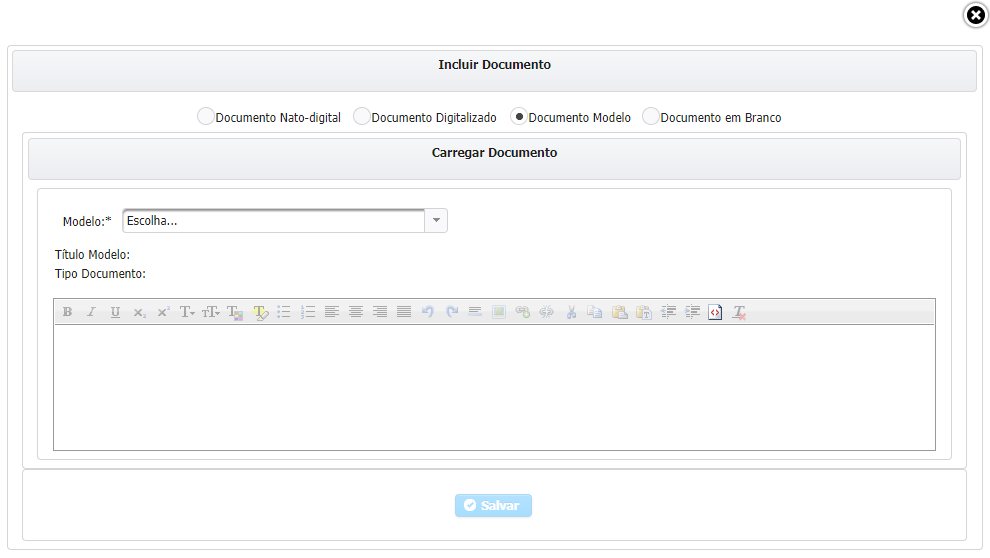 Incluir Documento
Documento Nato-digital Documento Digitalizado Documento Modelo Documento em Branco
Carregar Documento
Modelo:* Escolha...
Título Modelo:
Tipo Documento:
Salvar